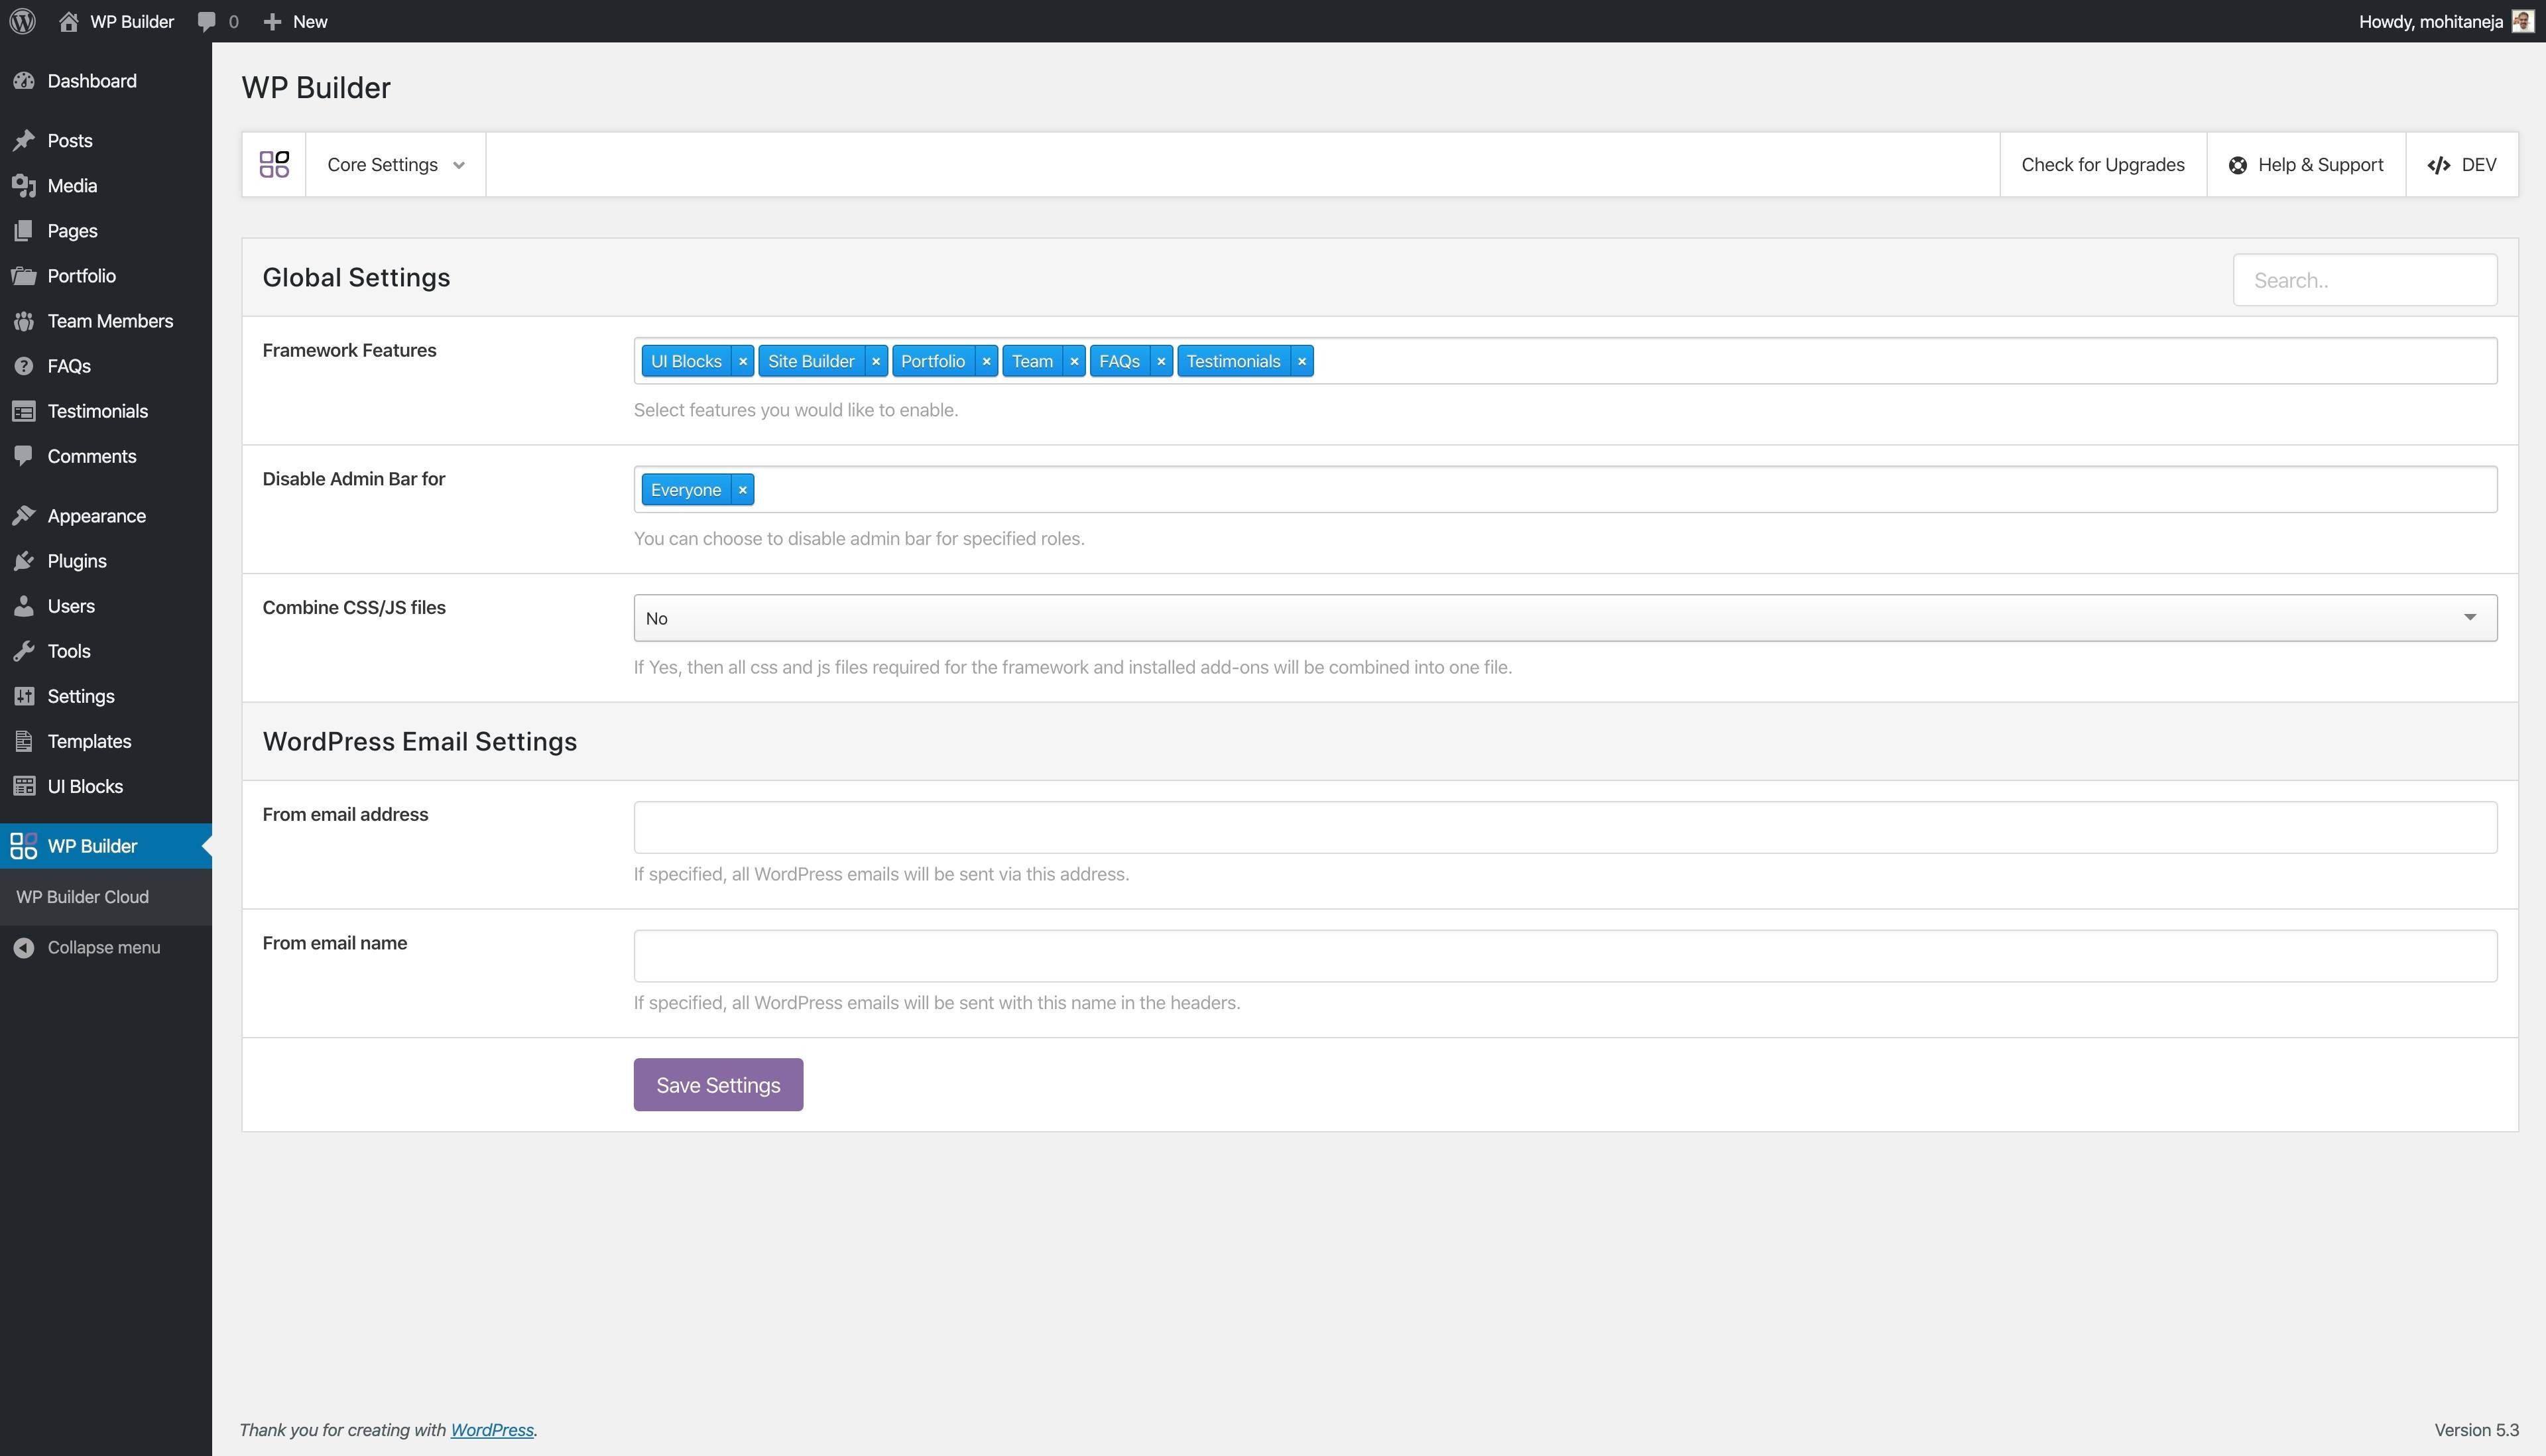 WP Builder 0 New Howdy, mohitaneja
Dashboard
Posts
Media
Pages
Portfolio
Team Members
FAQs
Testimonials
Comments
Appearance
Plugins
Users
Tools
Settings
Templates
UI Blocks
WP Builder
WP Builder Cloud
Collapse menu
WP Builder
Core Settings Check for Upgrades Help & Support DEV
Global Settings Search..
Framework Features UI Blocks × Site Builder × Portfolio × Team × FAQs × Testimonials ×
Select features you would like to enable.
Disable Admin Bar for Everyone ×
You can choose to disable admin bar for specified roles.
Combine CSS/JS files No
If Yes, then all css and js files required for the framework and installed add-ons will be combined into one file.
WordPress Email Settings
From email address
If specified, all WordPress emails will be sent via this address.
From email name
If specified, all WordPress emails will be sent with this name in the headers.
Save Settings
Thank you for creating with WordPress. Version 5.3